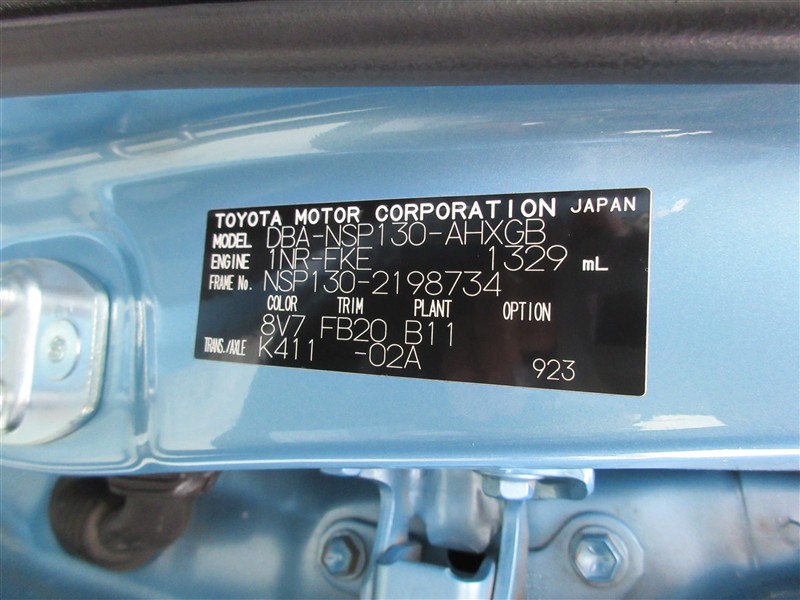 TOYOTA MOTOR CORPORATION JAPAN
MODEL DBA-NSP130-AHXGB
ENGINE 1NR-FKE 1329 mL
FRAME No. NSP130-2198734
COLOR TRIM PLANT OPTION
8V7 FB20 B11
TRANS./AXLE K411 -02A 923